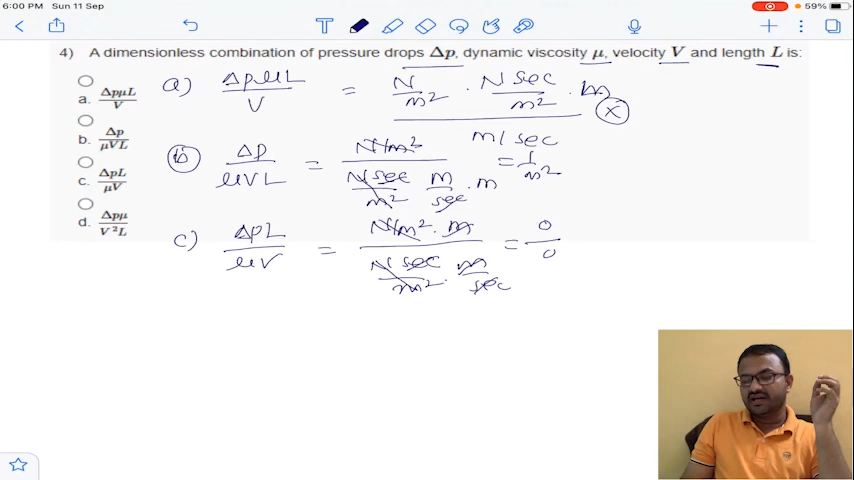 6:00 PM Sun 11 Sep
59%
4) A dimensionless combination of pressure drops Δp, dynamic viscosity μ, velocity V and length L is:
a. ΔpμL / V
b. Δp / μVL
c. ΔpL / μV
d. Δpμ / V²L
a) ΔpμL / V = N/m² · N sec/m² · m / m/sec ⓧ
b) Δp / μVL = N/m² / N sec/m² · m/sec · m = 1/m²
c) ΔpL / μV = N/m² · m / N sec/m² · m/sec = 0/0